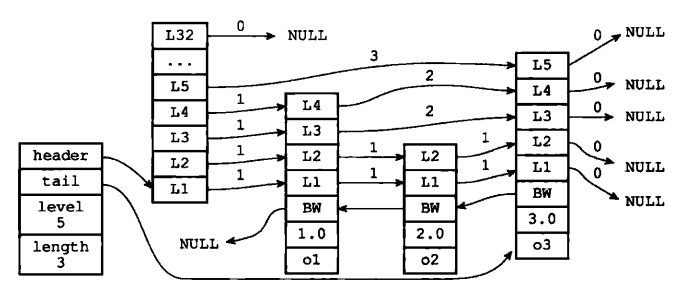 L32
0
NULL
...
L5
3
L5
0
NULL
L4
1
L4
2
L4
0
NULL
L3
1
L3
2
L3
0
NULL
L2
1
L2
1
L2
1
L2
0
NULL
L1
1
L1
1
L1
1
L1
0
NULL
header
tail
level
5
length
3
NULL
BW
BW
BW
1.0
2.0
3.0
o1
o2
o3